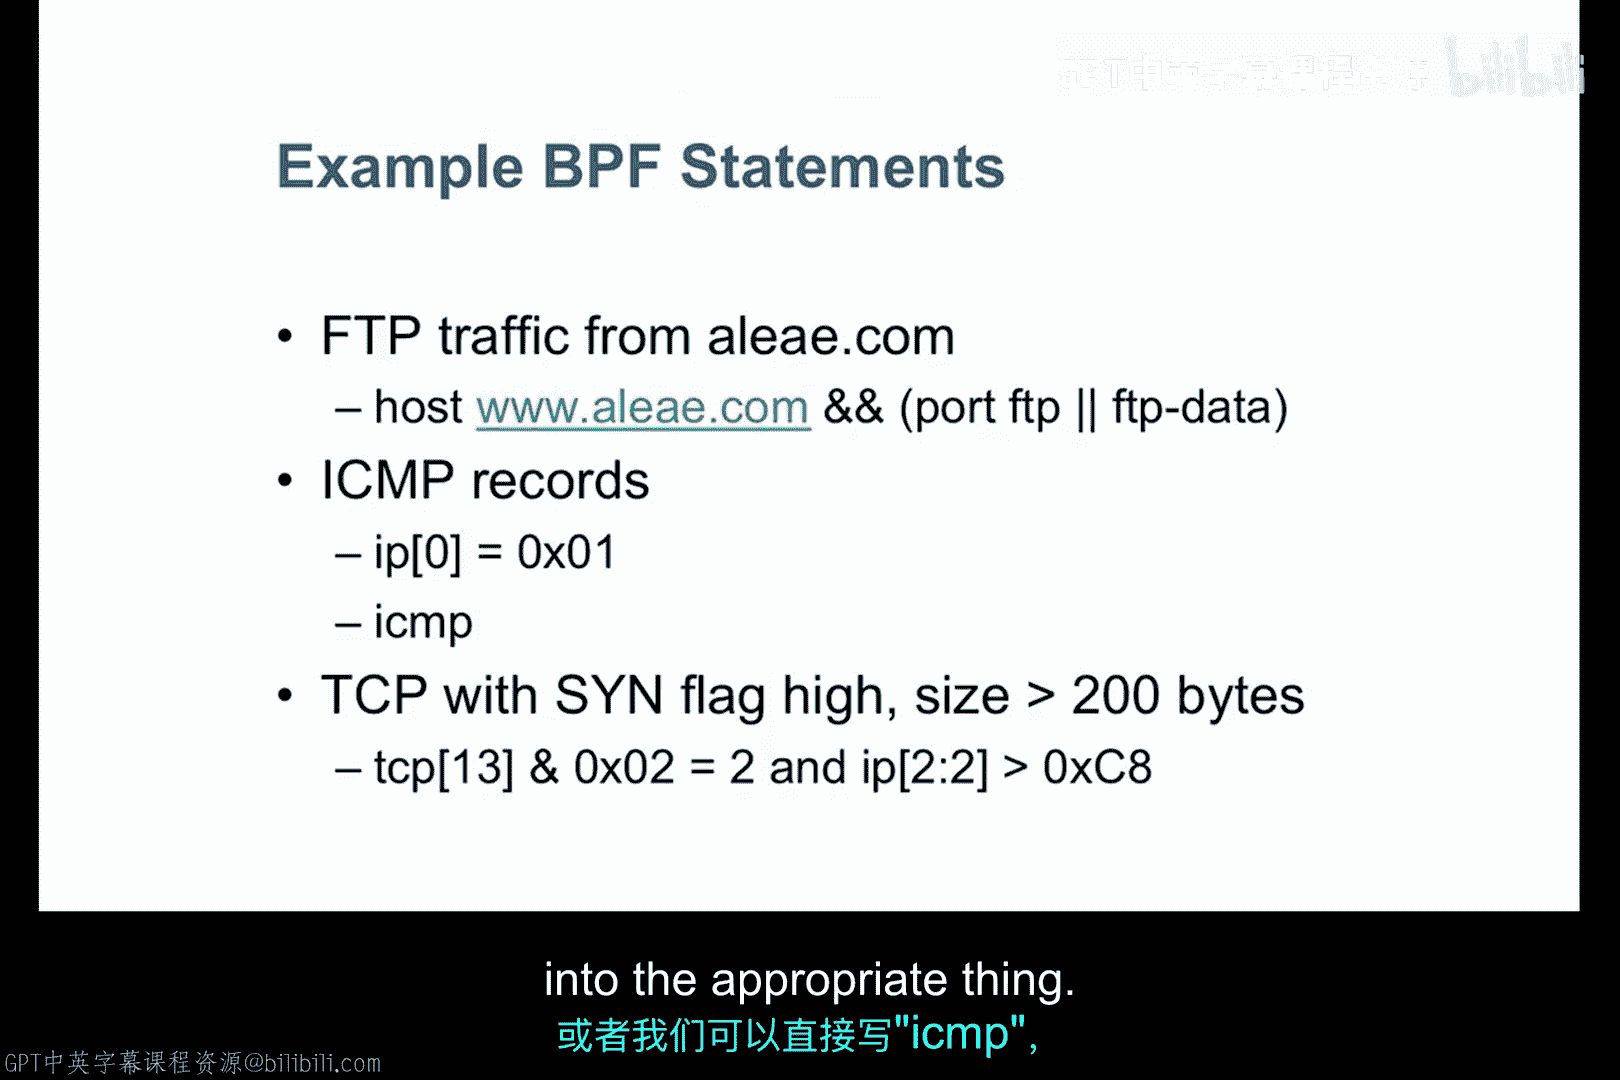 bilibili
Example BPF Statements
• FTP traffic from aleae.com
– host www.aleae.com && (port ftp || ftp-data)
• ICMP records
– ip[0] = 0x01
– icmp
• TCP with SYN flag high, size > 200 bytes
– tcp[13] & 0x02 = 2 and ip[2:2] > 0xC8
into the appropriate thing.
或者我们可以直接写"icmp",
GPT中英字幕课程资源@bilibili.com